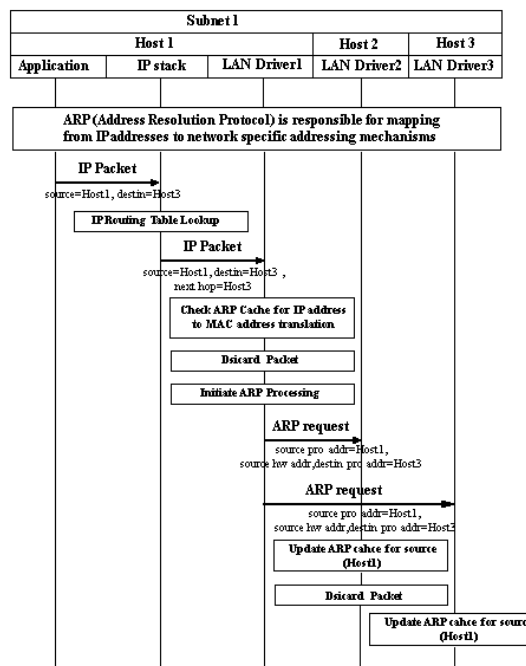 Subnet 1
Host 1 Host 2 Host 3
Application IP stack LAN Driver1 LAN Driver2 LAN Driver3
ARP (Address Resolution Protocol) is responsible for mapping
from IP addresses to network specific addressing mechanisms
IP Packet
source=Host1, destin=Host3
IP Routing Table Lookup
IP Packet
source=Host1, destin=Host3 ,
next hop=Host3
Check ARP Cache for IP address
to MAC address translation
Dsicard Packet
Initiate ARP Processing
ARP request
source pro addr=Host1,
source hw addr,destin pro addr=Host3
ARP request
source pro addr=Host1,
source hw addr,destin pro addr=Host3
Update ARP cahce for source
(Host1)
Dsicard Packet
Update ARP cahce for sour
(Host1)